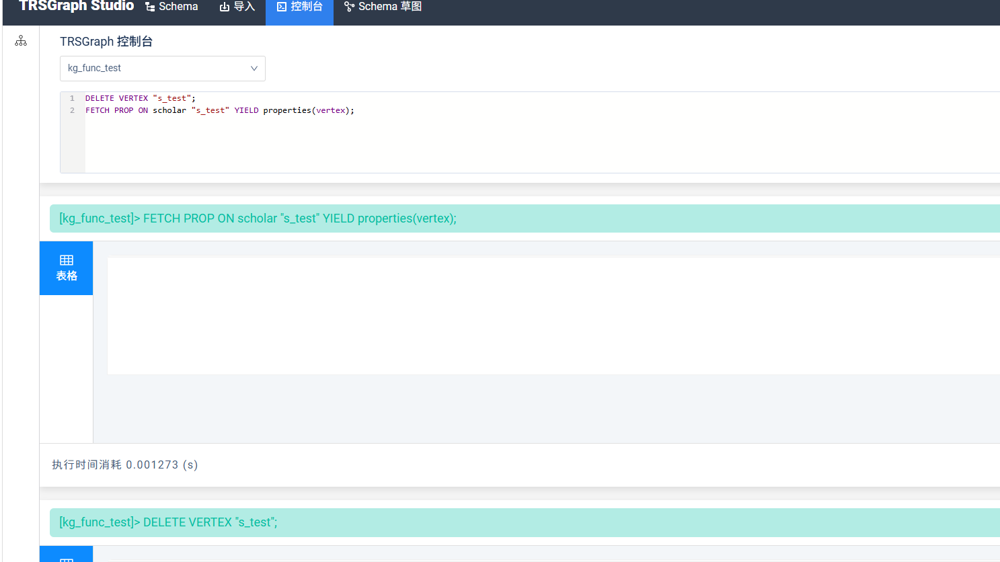 TRSGraph Studio Schema 导入 控制台 Schema 草图
TRSGraph 控制台
kg_func_test
1 DELETE VERTEX "s_test";
2 FETCH PROP ON scholar "s_test" YIELD properties(vertex);
[kg_func_test]> FETCH PROP ON scholar "s_test" YIELD properties(vertex);
表格
执行时间消耗 0.001273 (s)
[kg_func_test]> DELETE VERTEX "s_test";